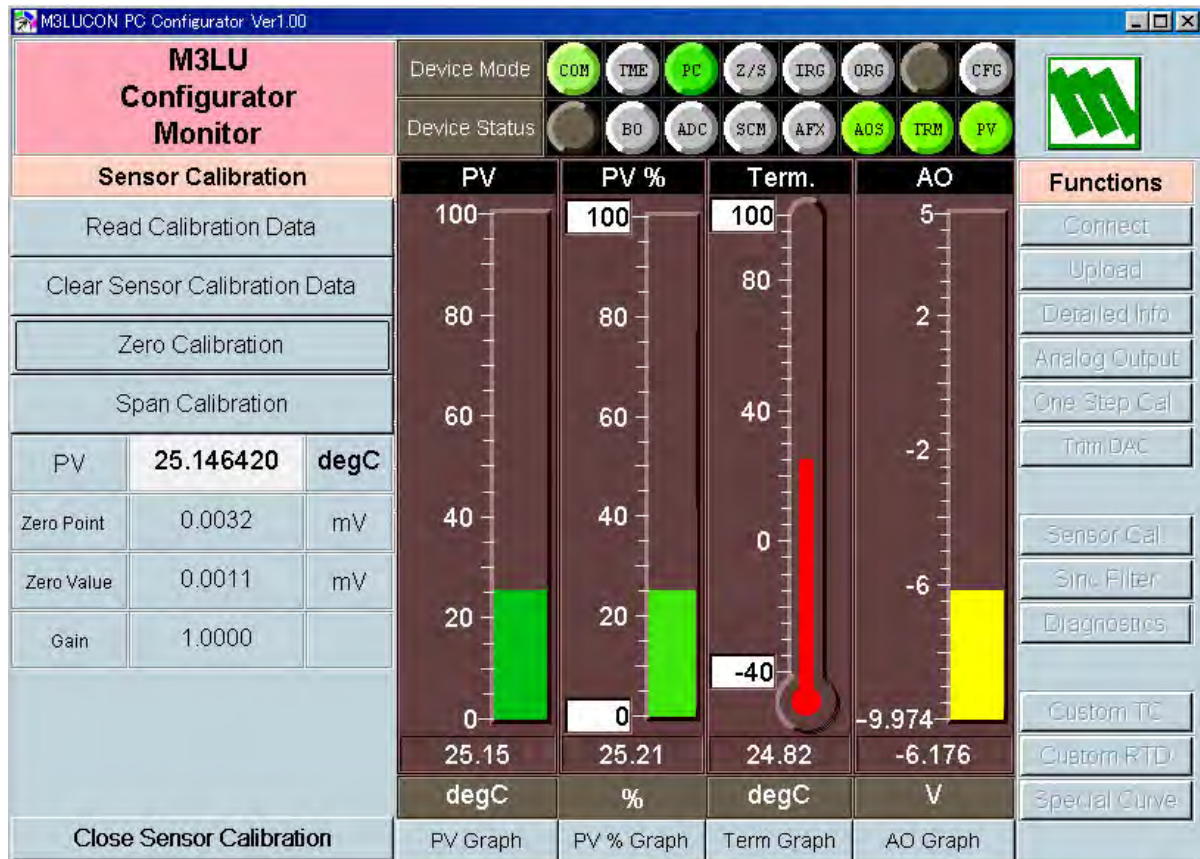 M3LUCON PC Configurator Ver1.00
M3LU
Configurator
Monitor
Device Mode
COM TME PC Z/S IRG ORG CFG
Device Status
BO ADC SCM AFX AOS TRM PV
Sensor Calibration
Read Calibration Data
Clear Sensor Calibration Data
Zero Calibration
Span Calibration
PV 25.146420 degC
Zero Point 0.0032 mV
Zero Value 0.0011 mV
Gain 1.0000
Close Sensor Calibration
PV
100
80
60
40
20
0
25.15
degC
PV Graph
PV %
100
80
60
40
20
0
25.21
%
PV % Graph
Term.
100
80
40
0
-40
24.82
degC
Term Graph
AO
5
2
-2
-6
-9.974
-6.176
V
AO Graph
Functions
Connect
Upload
Detailed Info
Analog Output
One Step Cal
Trim DAC
Sensor Cal.
Sinc Filter
Diagnostics
Custom TC
Custom RTD
Special Curve